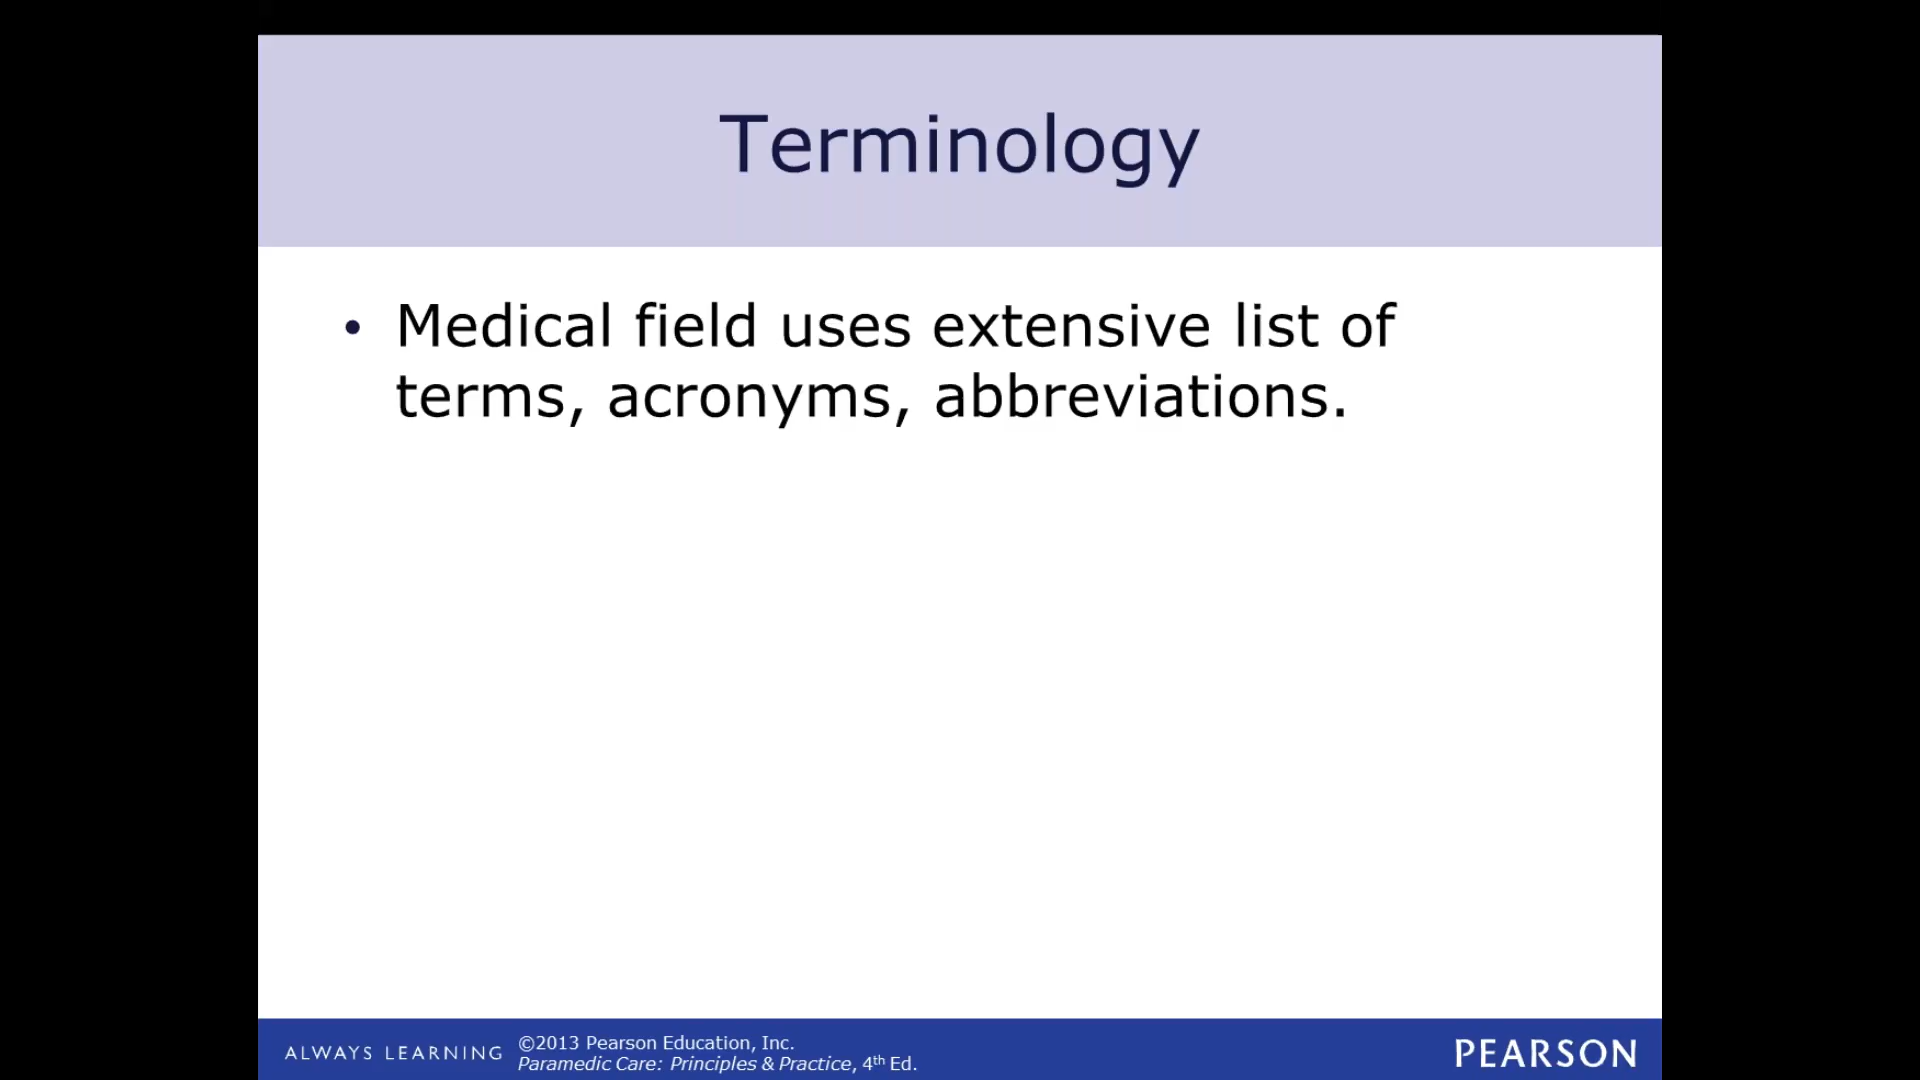 Terminology
• Medical field uses extensive list of
terms, acronyms, abbreviations.
ALWAYS LEARNING
©2013 Pearson Education, Inc.
Paramedic Care: Principles & Practice, 4th Ed.
PEARSON